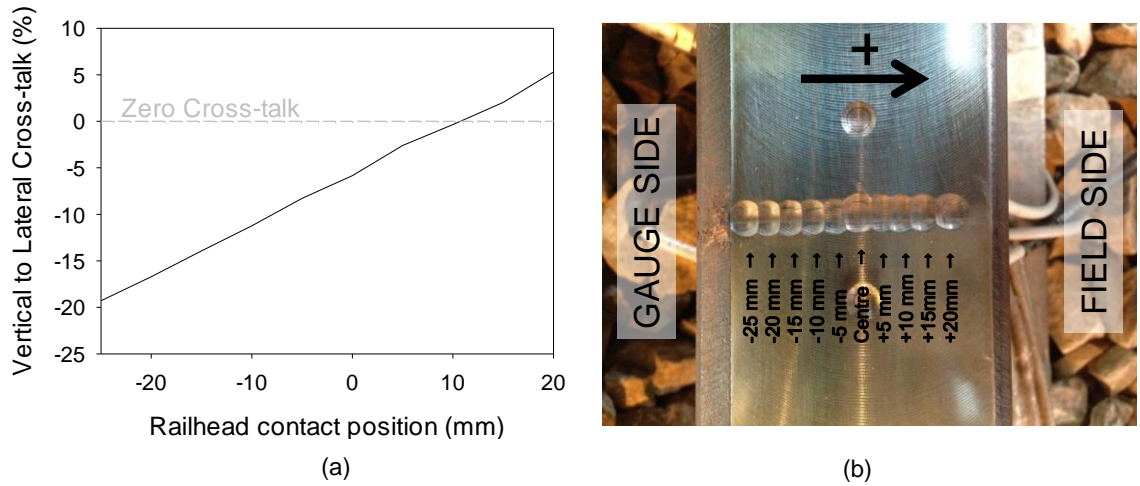 Vertical to Lateral Cross-talk (%)
10
5
0
-5
-10
-15
-20
-25
Zero Cross-talk
-20
-10
0
10
20
Railhead contact position (mm)
(a)
+
GAUGE SIDE
FIELD SIDE
-25 mm →
-20 mm →
-15 mm →
-10 mm →
-5 mm →
Centre →
+5 mm →
+10 mm →
+15mm →
+20mm →
(b)